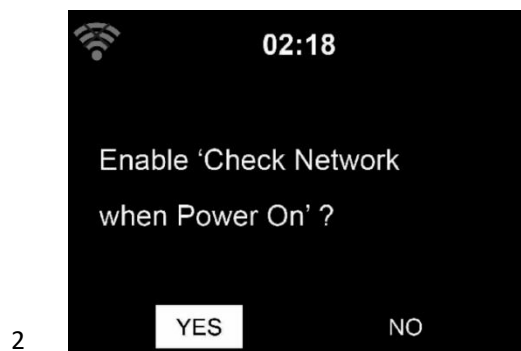 02:18
Enable ‘Check Network
when Power On’ ?
YES NO
2